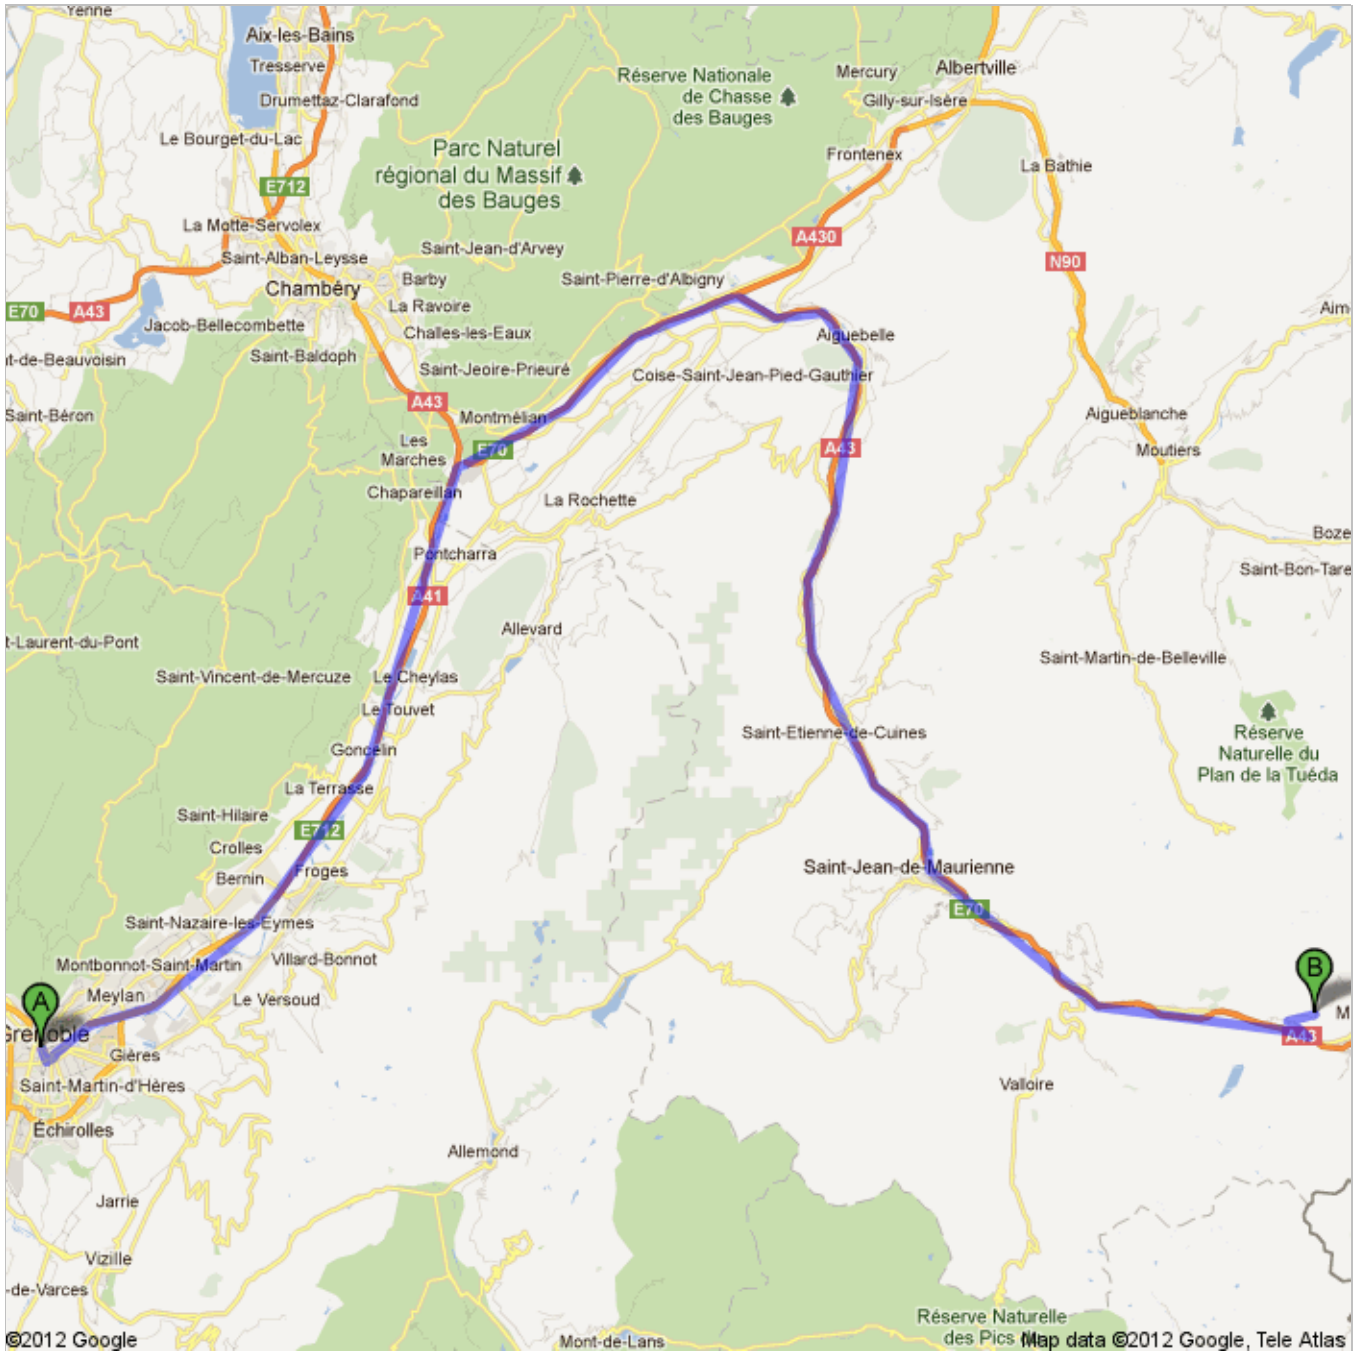 Yenne
Aix-les-Bains
Tresserve
Drumettaz-Clarafond
Le Bourget-du-Lac
E712
La Motte-Servolex
Saint-Alban-Leysse
Chambéry
E70
A43
Jacob-Bellecombette
nt-de-Beauvoisin
Saint-Baldoph
Saint-Béron
Réserve Nationale
de Chasse
des Bauges
Parc Naturel
régional du Massif
des Bauges
Saint-Jean-d'Arvey
Barby
La Ravoire
Challes-les-Eaux
Saint-Jeoire-Prieuré
Saint-Pierre-d'Albigny
Mercury
Albertville
Gilly-sur-Isère
Frontenex
La Bathie
A430
N90
Aim
Aiguebelle
Coise-Saint-Jean-Pied-Gauthier
A43
Montmélian
E70
Les
Marches
Chapareillan
A43
Aigueblanche
Moutiers
La Rochette
Pontcharra
A41
Boze
Saint-Bon-Tare
t-Laurent-du-Pont
Allevard
Saint-Vincent-de-Mercuze
Le Cheylas
Le Touvet
Saint-Martin-de-Belleville
Goncelin
Saint-Etienne-de-Cuines
Réserve
Naturelle du
Plan de la Tuéda
La Terrasse
Saint-Hilaire
E712
Crolles
Bernin
Froges
Saint-Jean-de-Maurienne
E70
Saint-Nazaire-les-Eymes
Montbonnot-Saint-Martin
Villard-Bonnot
Meylan
Le Versoud
A
B
Grenoble
M
A43
Gières
Saint-Martin-d'Hères
Valloire
Échirolles
Allemond
Jarrie
Vizille
-de-Varces
Réserve Naturelle
des Pics
Mont-de-Lans
©2012 Google
Map data ©2012 Google, Tele Atlas